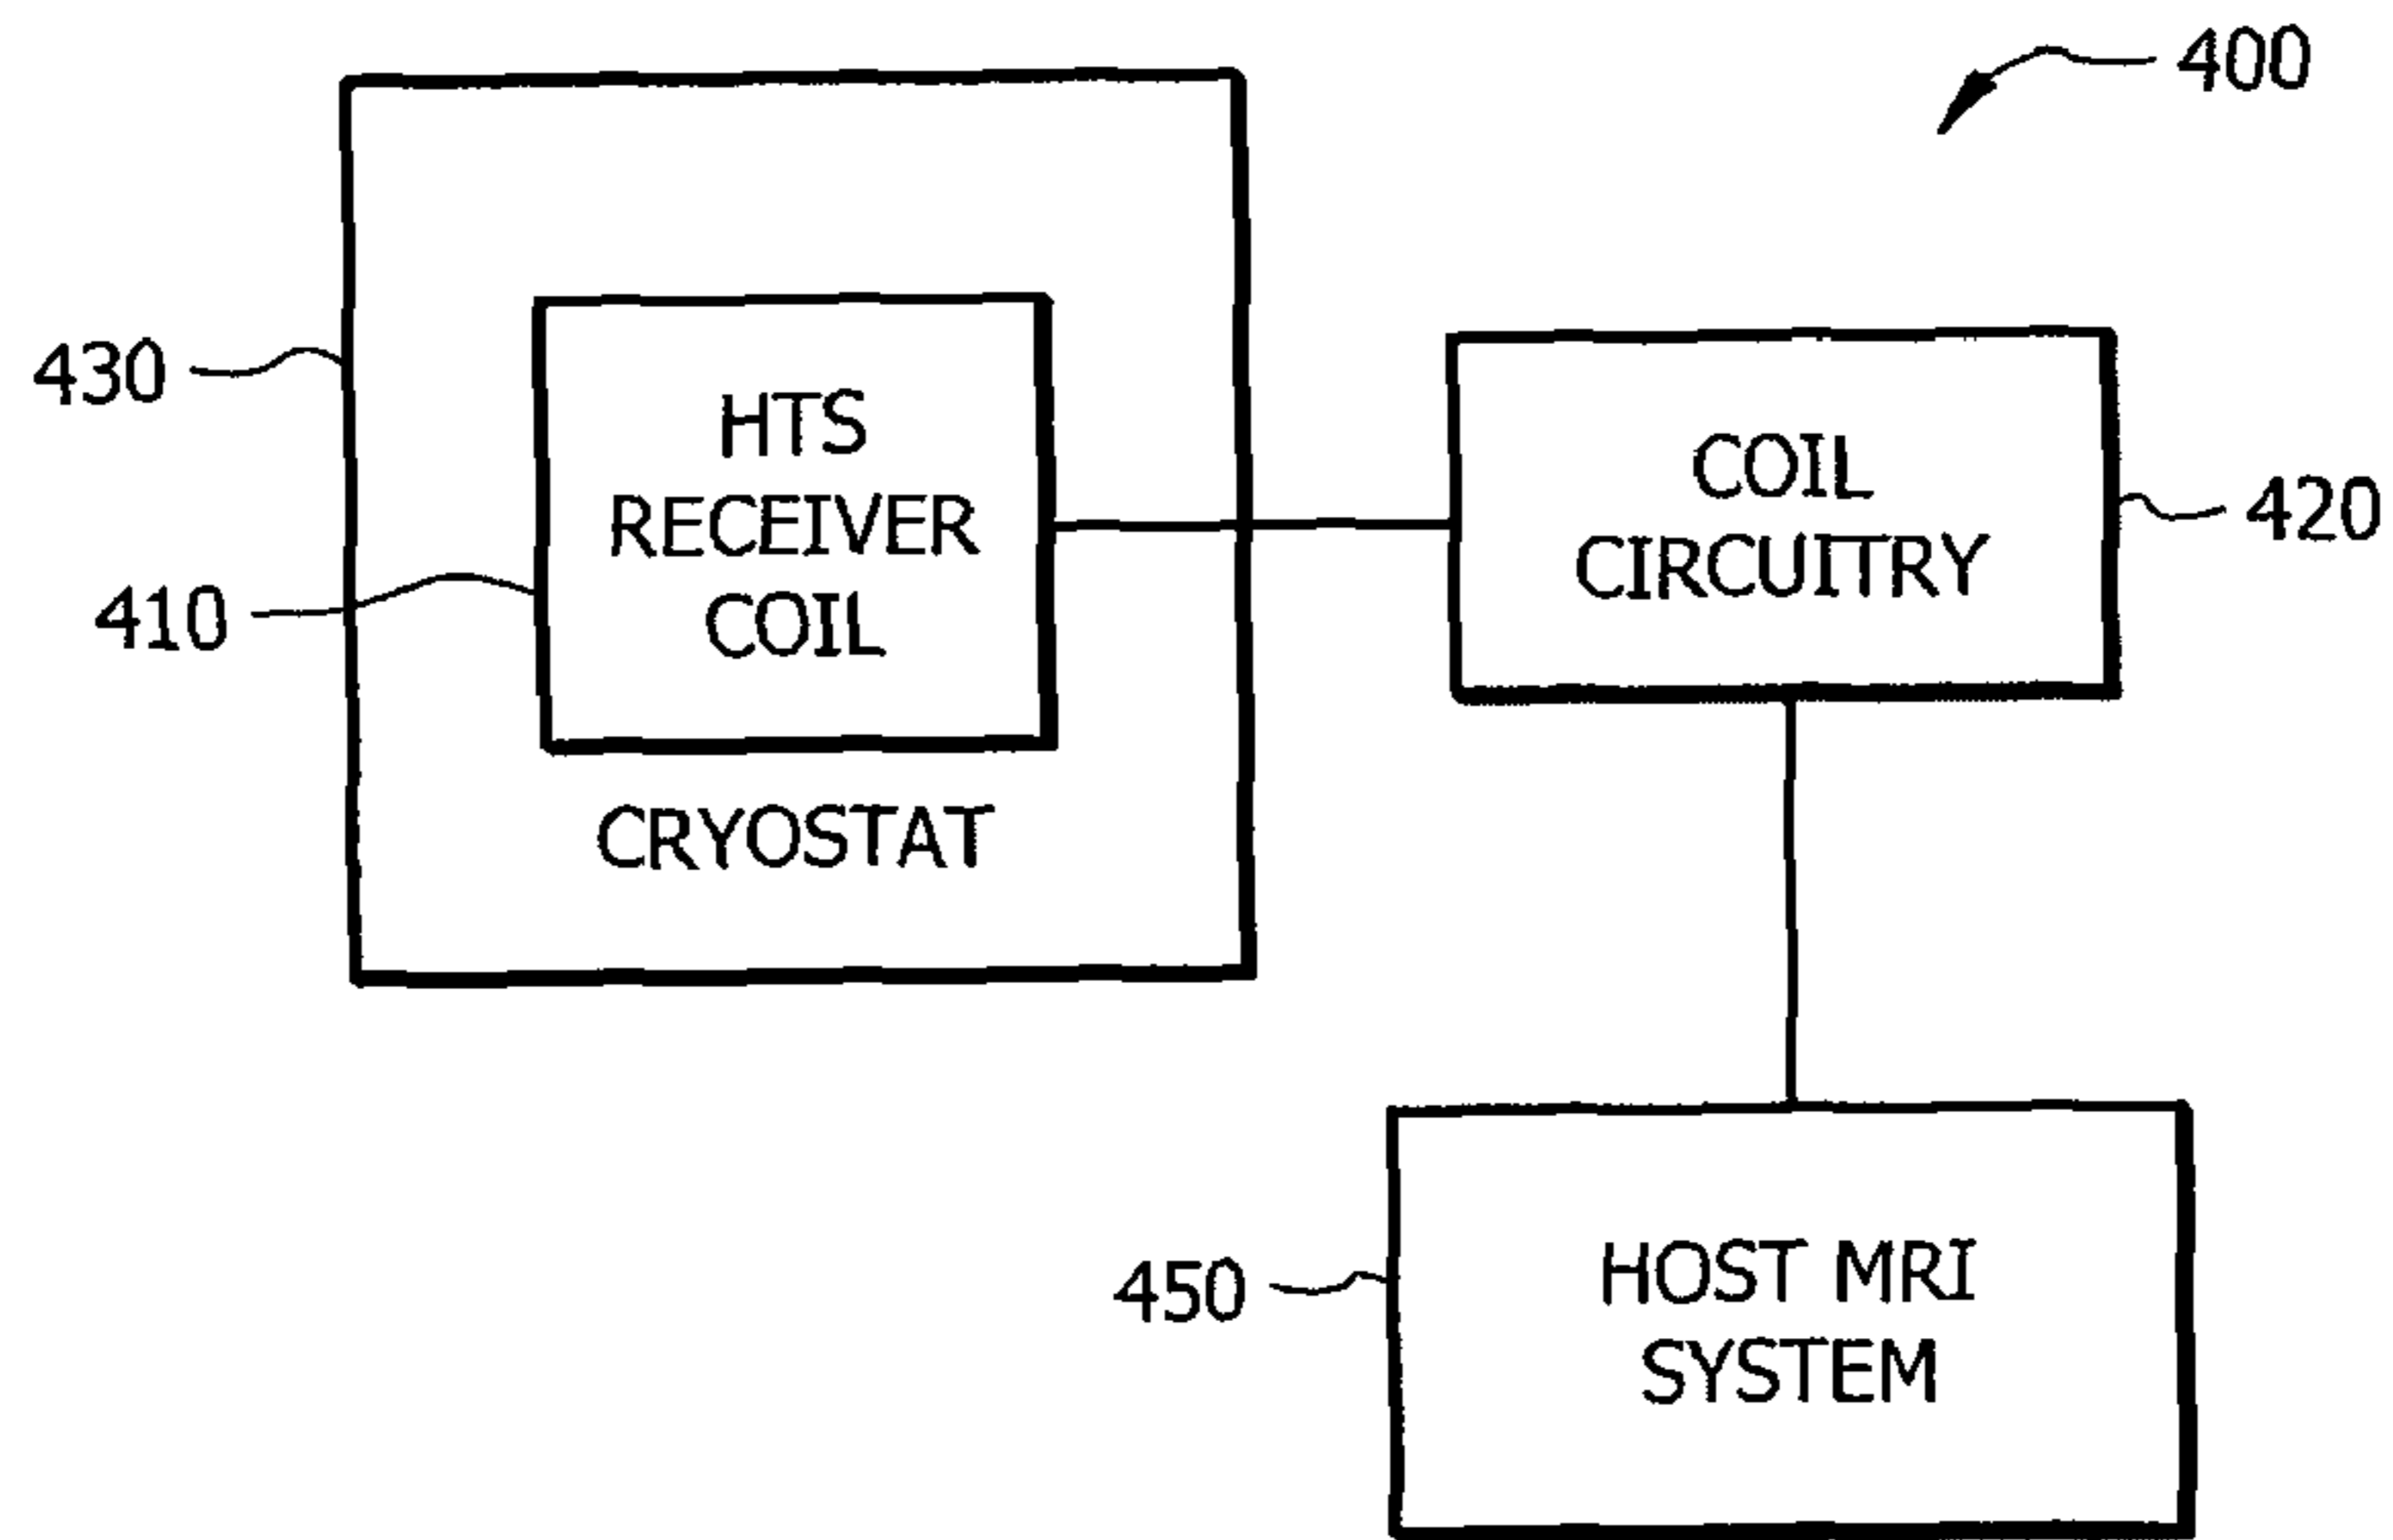 400
430
HTS
RECEIVER
COIL
410
CRYOSTAT
COIL
CIRCUITRY
420
450
HOST MRI
SYSTEM